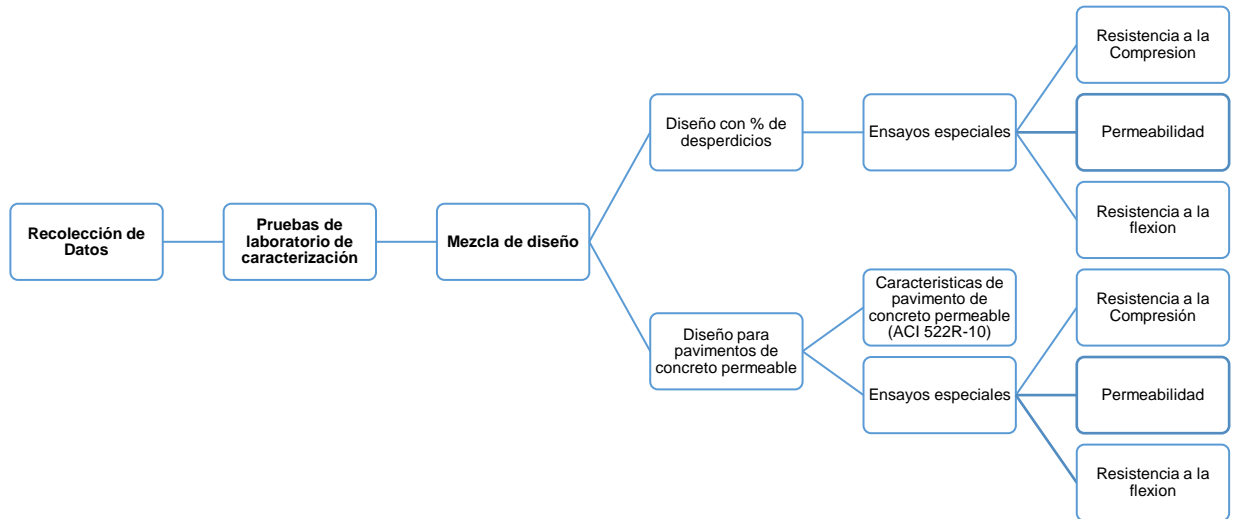 Recolección de
Datos
Pruebas de
laboratorio de
caracterización
Mezcla de diseño
Diseño con % de
desperdicios
Ensayos especiales
Resistencia a la
Compresion
Permeabilidad
Resistencia a la
flexion
Diseño para
pavimentos de
concreto permeable
Caracteristicas de
pavimento de
concreto permeable
(ACI 522R-10)
Ensayos especiales
Resistencia a la
Compresión
Permeabilidad
Resistencia a la
flexion